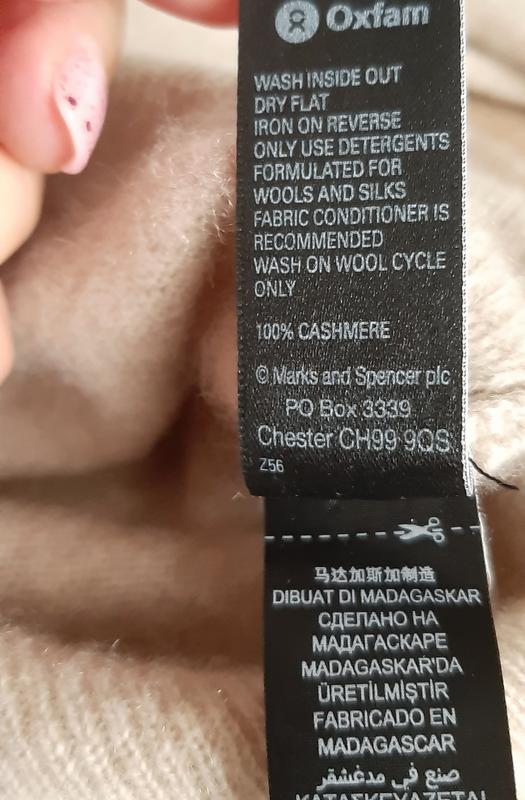 Oxfam
WASH INSIDE OUT
DRY FLAT
IRON ON REVERSE
ONLY USE DETERGENTS
FORMULATED FOR
WOOLS AND SILKS
FABRIC CONDITIONER IS
RECOMMENDED
WASH ON WOOL CYCLE
ONLY
100% CASHMERE
© Marks and Spencer plc
PO Box 3339
Chester CH99 9QS
Z56
马达加斯加制造
DIBUAT DI MADAGASKAR
СДЕЛАНО НА
МАДАГАСКАРЕ
MADAGASKAR'DA
ÜRETİLMİŞTİR
FABRICADO EN
MADAGASCAR
صنع في مدغشقر